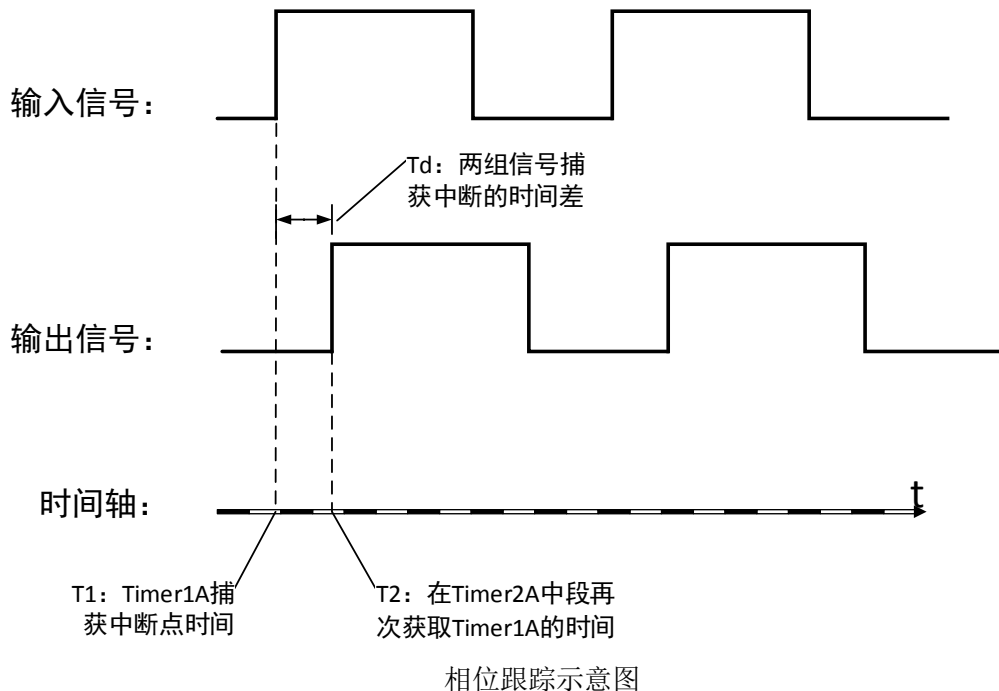 输入信号：
Td：两组信号捕
获中断的时间差
输出信号：
时间轴：
t
T1：Timer1A捕
获中断点时间
T2：在Timer2A中段再
次获取Timer1A的时间
相位跟踪示意图